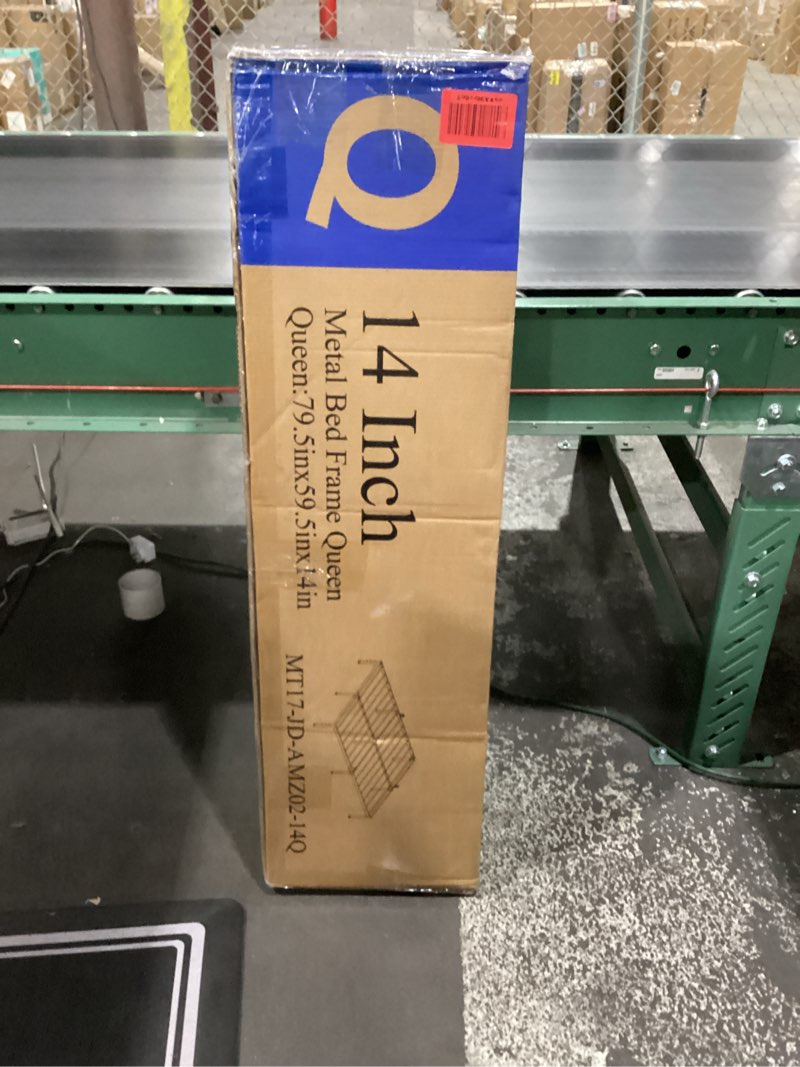 Q
14 Inch
Metal Bed Frame Queen
Queen:79.5inx59.5inx14in
MT17-JD-AMZ02-14Q